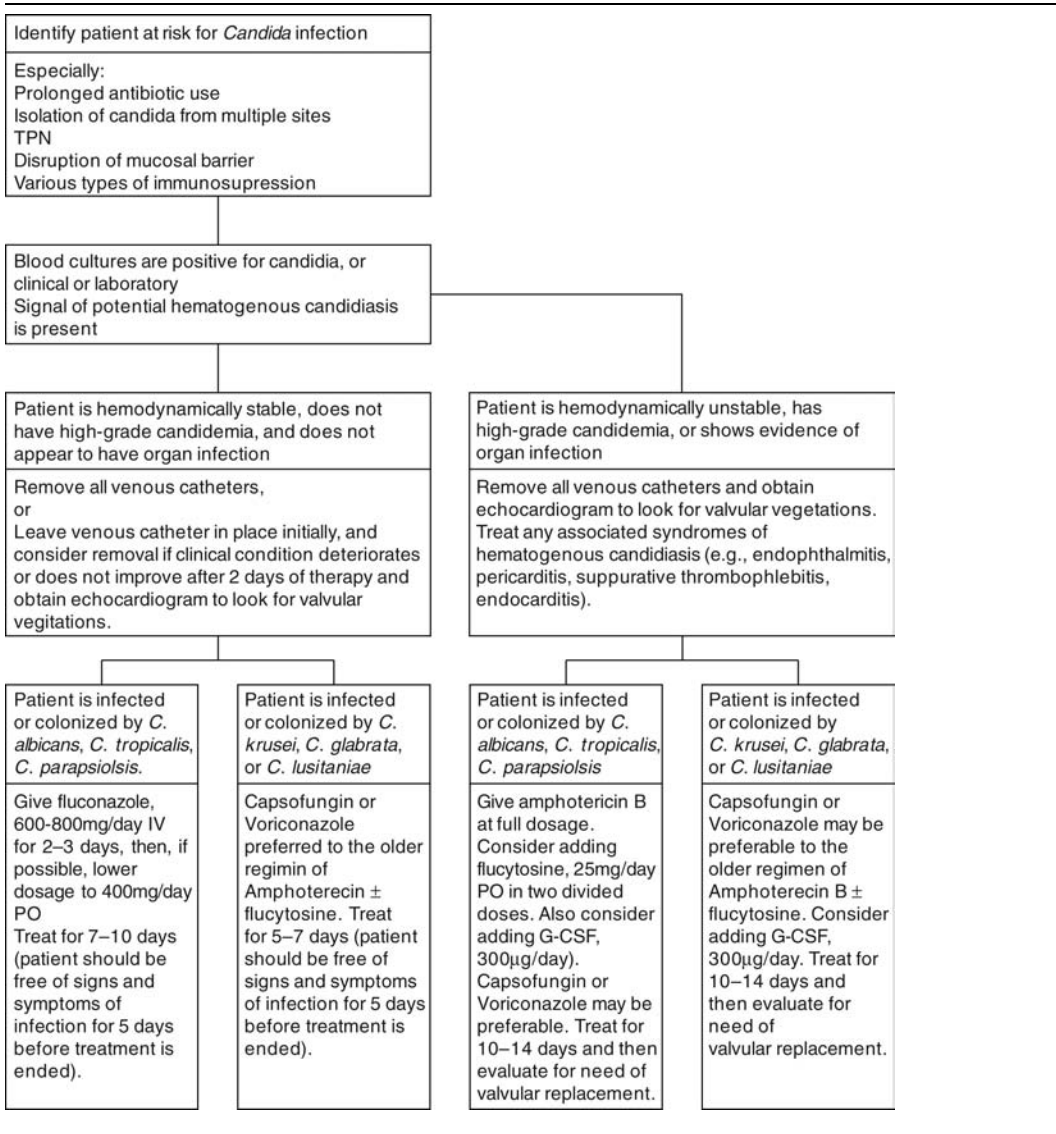 Identify patient at risk for Candida infection
Especially:
Prolonged antibiotic use
Isolation of candida from multiple sites
TPN
Disruption of mucosal barrier
Various types of immunosupression
Blood cultures are positive for candidia, or
clinical or laboratory
Signal of potential hematogenous candidiasis
is present
Patient is hemodynamically stable, does not
have high-grade candidemia, and does not
appear to have organ infection
Remove all venous catheters,
or
Leave venous catheter in place initially, and
consider removal if clinical condition deteriorates
or does not improve after 2 days of therapy and
obtain echocardiogram to look for valvular
vegitations.
Patient is hemodynamically unstable, has
high-grade candidemia, or shows evidence of
organ infection
Remove all venous catheters and obtain
echocardiogram to look for valvular vegetations.
Treat any associated syndromes of
hematogenous candidiasis (e.g., endophthalmitis,
pericarditis, suppurative thrombophlebitis,
endocarditis).
Patient is infected
or colonized by C.
albicans, C. tropicalis,
C. parapsiolsis.
Give fluconazole,
600-800mg/day IV
for 2–3 days, then, if
possible, lower
dosage to 400mg/day
PO
Treat for 7–10 days
(patient should be
free of signs and
symptoms of
infection for 5 days
before treatment is
ended).
Patient is infected
or colonized by C.
krusei, C. glabrata,
or C. lusitaniae
Capsofungin or
Voriconazole
preferred to the older
regimin of
Amphoterecin ±
flucytosine. Treat
for 5–7 days (patient
should be free of
signs and symptoms
of infection for 5 days
before treatment is
ended).
Patient is infected
or colonized by C.
albicans, C. tropicalis,
C. parapsiolsis
Give amphotericin B
at full dosage.
Consider adding
flucytosine, 25mg/day
PO in two divided
doses. Also consider
adding G-CSF,
300µg/day).
Capsofungin or
Voriconazole may be
preferable. Treat for
10–14 days and then
evaluate for need of
valvular replacement.
Patient is infected
or colonized by
C. krusei, C. glabrata,
or C. lusitaniae
Capsofungin or
Voriconazole may be
preferable to the
older regimen of
Amphoterecin B ±
flucytosine. Consider
adding G-CSF,
300µg/day. Treat for
10–14 days and
then evaluate for
need of
valvular replacement.